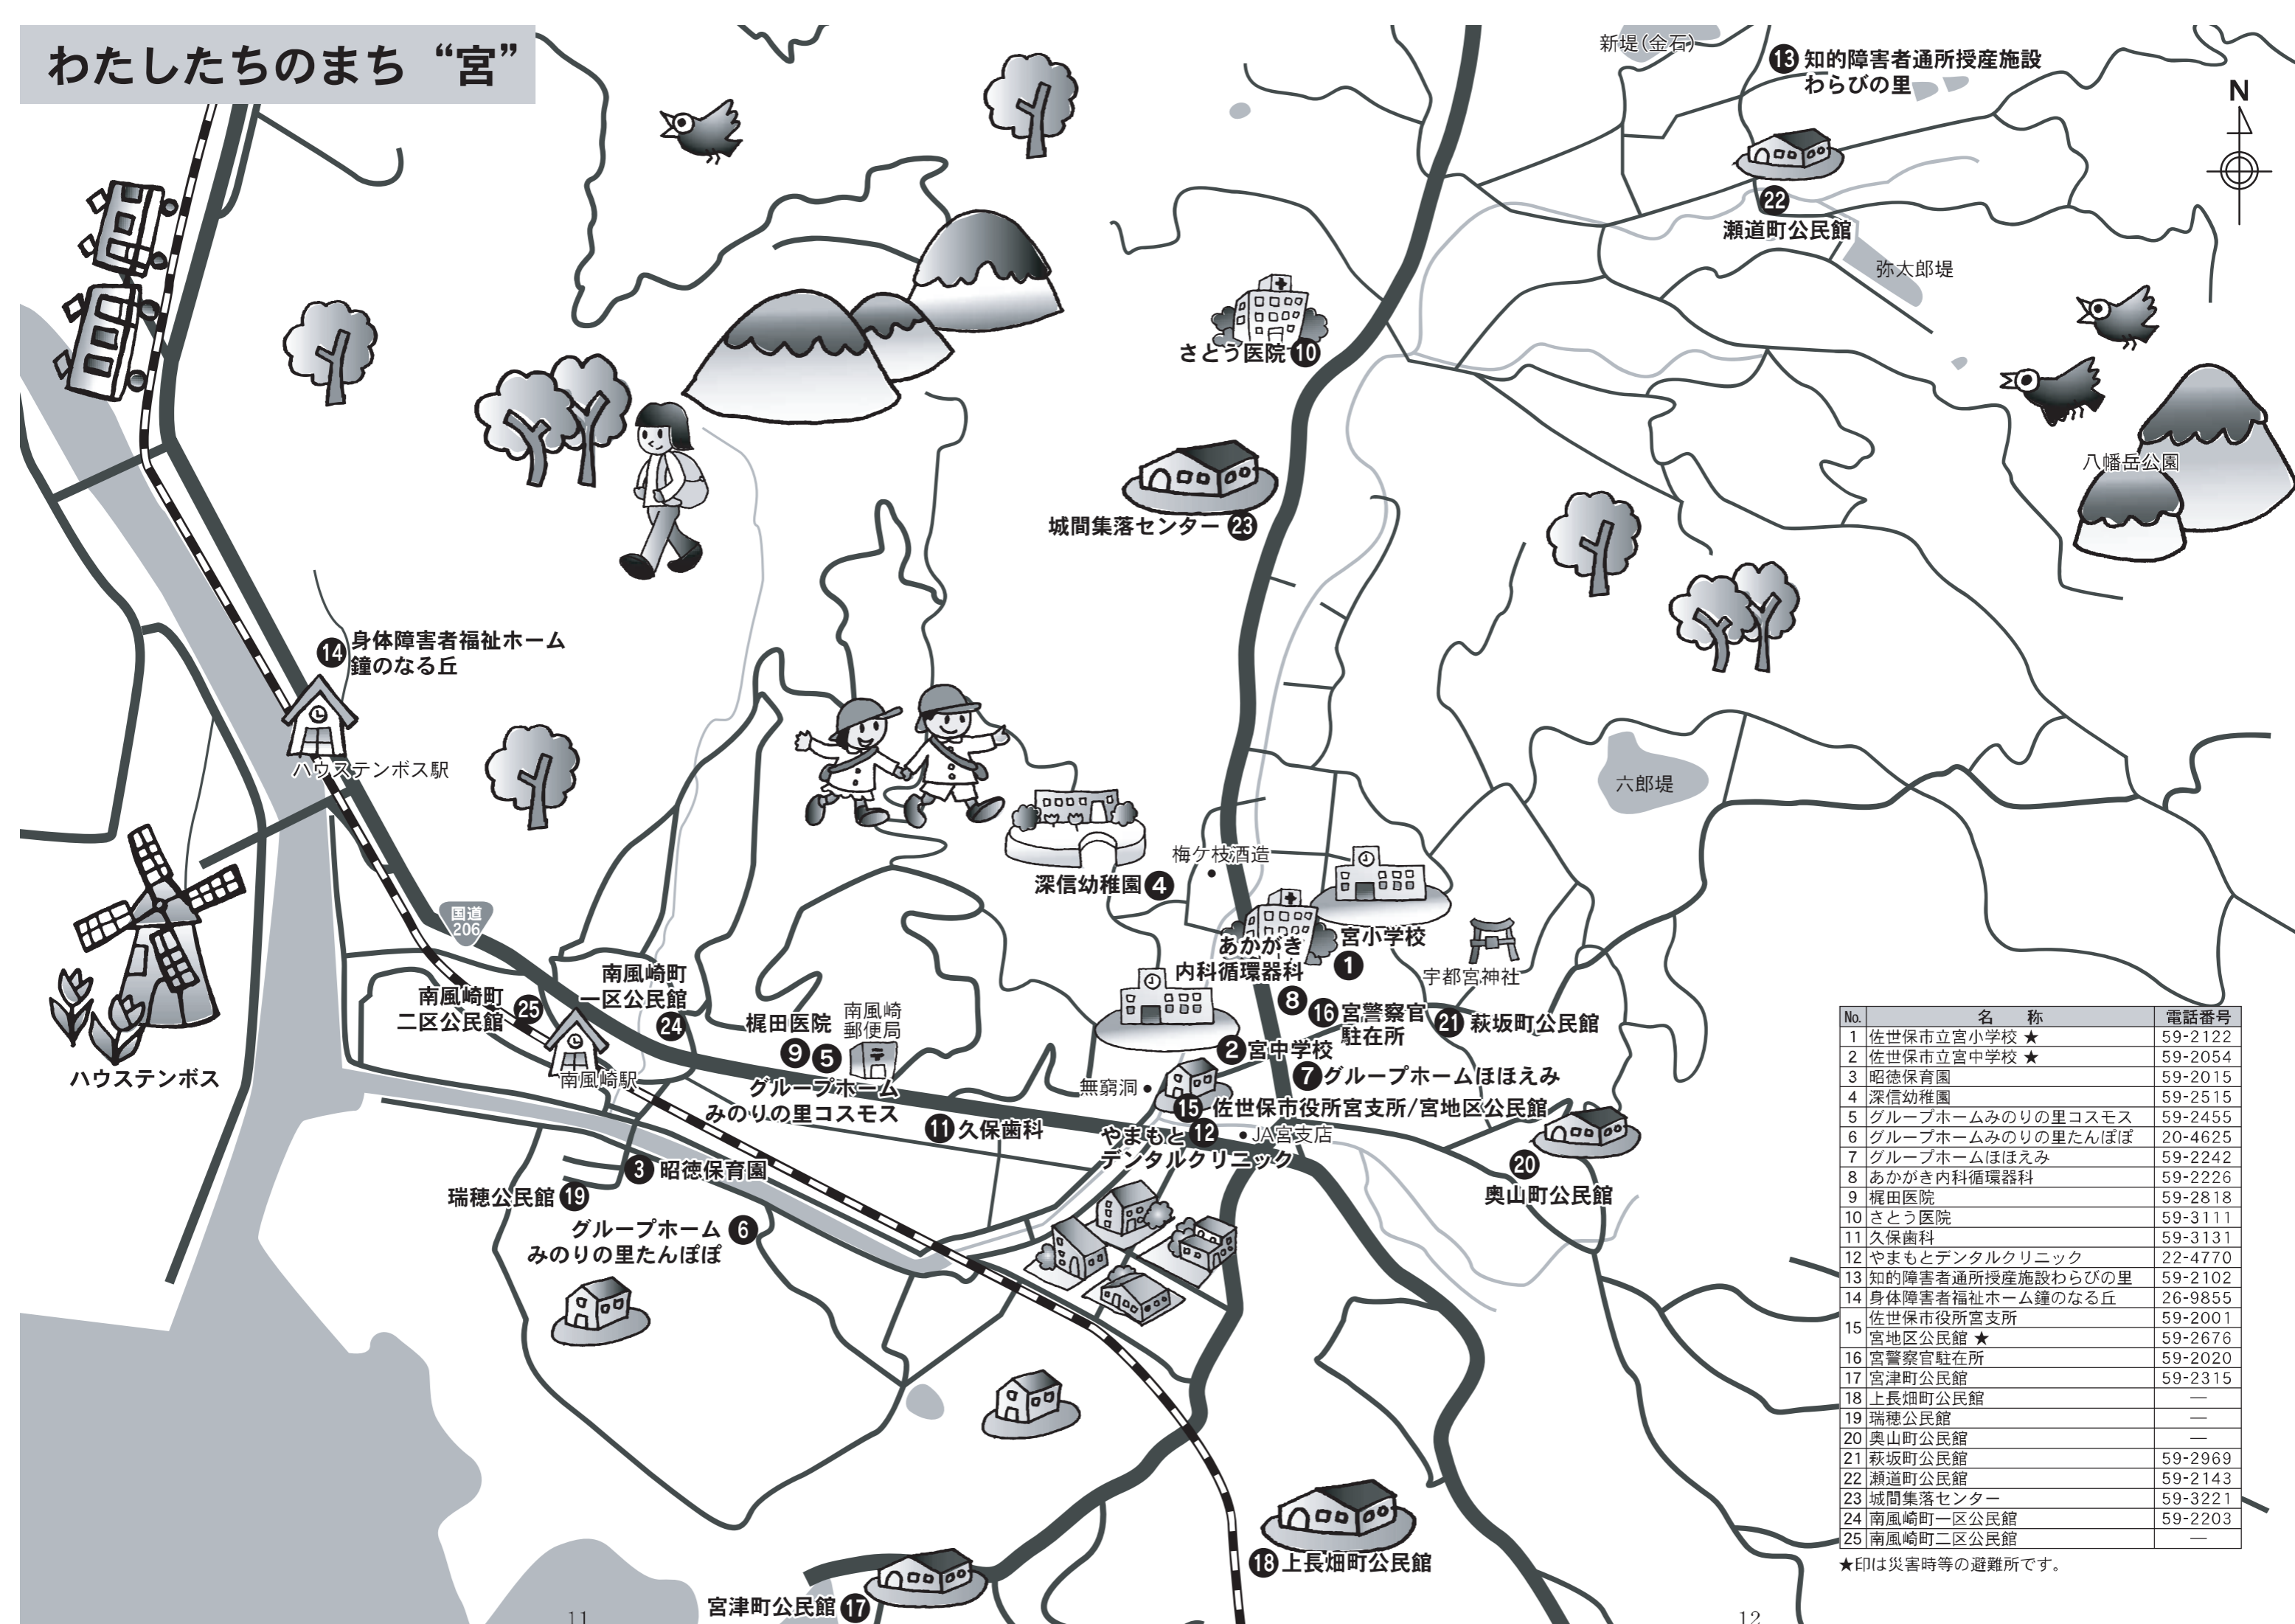 わたしたちのまち “宮”
新堤(金石)
⓭ 知的障害者通所授産施設
わらびの里
N
㉒
瀬道町公民館
弥太郎堤
さとう医院 ❿
八幡岳公園
城間集落センター ㉓
⓮ 身体障害者福祉ホーム
鐘のなる丘
ハウステンボス駅
六郎堤
梅ケ枝酒造
深信幼稚園 ❹
国道
206
あかがき
内科循環器科
❽
宮小学校
❶
宇都宮神社
南風崎町
二区公民館 ㉕
南風崎町
一区公民館
㉔
梶田医院
❾ ❺
南風崎
郵便局
⓰ 宮警察官
駐在所
㉑ 萩坂町公民館
❷ 宮中学校
ハウステンボス
南風崎駅
グループホーム
みのりの里コスモス
無窮洞
❼ グループホームほほえみ
⓯ 佐世保市役所宮支所/宮地区公民館
⓫ 久保歯科
やまもと ⓬
デンタルクリニック
JA宮支店
⓴
奥山町公民館
❸ 昭徳保育園
瑞穂公民館 ⓳
グループホーム ❻
みのりの里たんぽぽ
⓲ 上長畑町公民館
宮津町公民館 ⓱
No. 名 称 電話番号
1 佐世保市立宮小学校 ★ 59-2122
2 佐世保市立宮中学校 ★ 59-2054
3 昭徳保育園 59-2015
4 深信幼稚園 59-2515
5 グループホームみのりの里コスモス 59-2455
6 グループホームみのりの里たんぽぽ 20-4625
7 グループホームほほえみ 59-2242
8 あかがき内科循環器科 59-2226
9 梶田医院 59-2818
10 さとう医院 59-3111
11 久保歯科 59-3131
12 やまもとデンタルクリニック 22-4770
13 知的障害者通所授産施設わらびの里 59-2102
14 身体障害者福祉ホーム鐘のなる丘 26-9855
15 佐世保市役所宮支所 59-2001
宮地区公民館 ★ 59-2676
16 宮警察官駐在所 59-2020
17 宮津町公民館 59-2315
18 上長畑町公民館 —
19 瑞穂公民館 —
20 奥山町公民館 —
21 萩坂町公民館 59-2969
22 瀬道町公民館 59-2143
23 城間集落センター 59-3221
24 南風崎町一区公民館 59-2203
25 南風崎町二区公民館 —
★印は災害時等の避難所です。
11
12